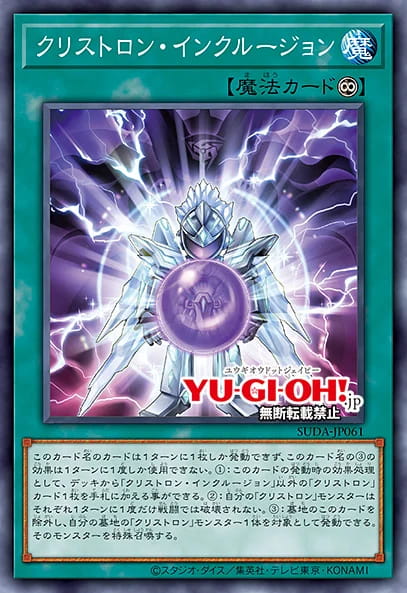 クリストロン・インクルージョン 魔
【魔法カード】
ユウギオウドットジェイピー
YU-GI-OH!.jp
無断転載禁止
SUDA-JP061
このカード名のカードは1ターンに1枚しか発動できず、このカード名の③の
効果は1ターンに1度しか使用できない。①:このカードの発動時の効果処理
として、デッキから「クリストロン・インクルージョン」以外の「クリストロン」
カード1枚を手札に加える事ができる。②:自分の「クリストロン」モンスターは
それぞれ1ターンに1度だけ戦闘では破壊されない。③:墓地のこのカードを
除外し、自分の墓地の「クリストロン」モンスター1体を対象として発動できる。
そのモンスターを特殊召喚する。
©スタジオ・ダイス/集英社・テレビ東京・KONAMI